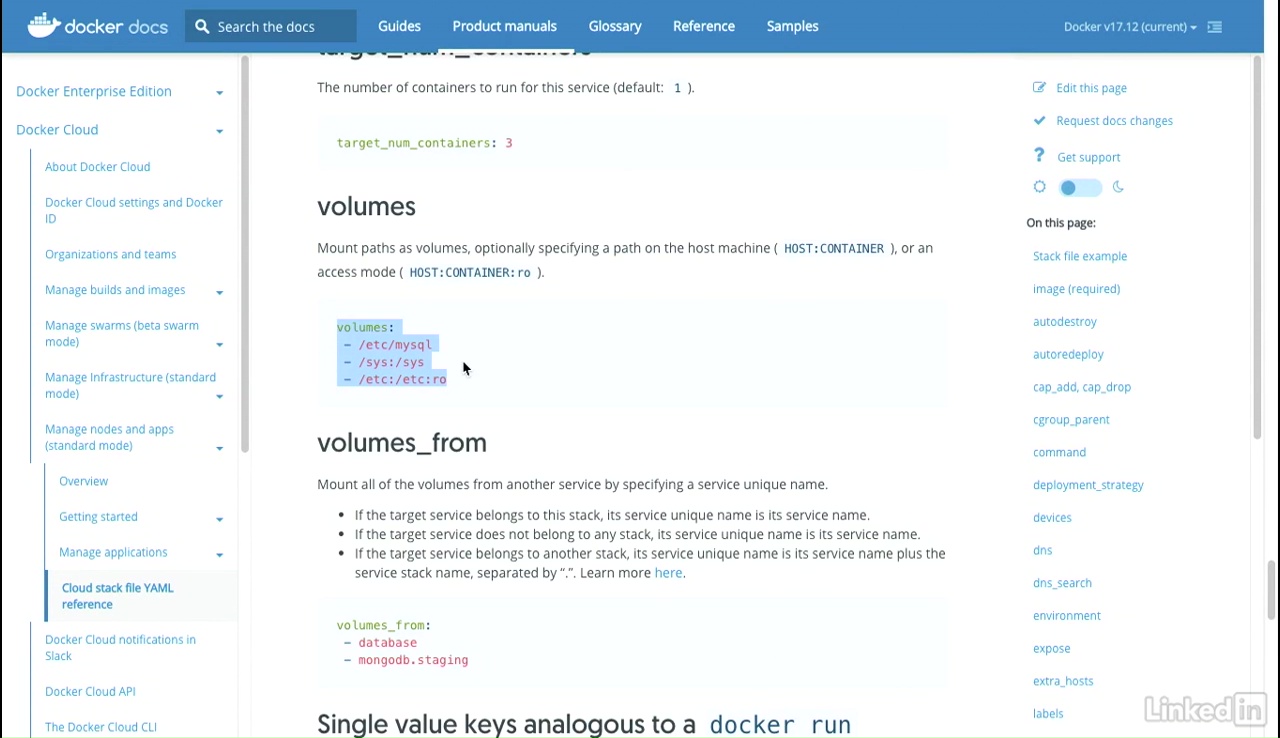 docker docs
Search the docs
Guides
Product manuals
Glossary
Reference
Samples
Docker v17.12 (current)
Docker Enterprise Edition
Docker Cloud
About Docker Cloud
Docker Cloud settings and Docker
ID
Organizations and teams
Manage builds and images
Manage swarms (beta swarm
mode)
Manage Infrastructure (standard
mode)
Manage nodes and apps
(standard mode)
Overview
Getting started
Manage applications
Cloud stack file YAML
reference
Docker Cloud notifications in
Slack
Docker Cloud API
The Docker Cloud CLI
target_num_containers
The number of containers to run for this service (default: 1 ).
target_num_containers: 3
volumes
Mount paths as volumes, optionally specifying a path on the host machine ( HOST:CONTAINER ), or an
access mode ( HOST:CONTAINER:ro ).
volumes:
- /etc/mysql
- /sys:/sys
- /etc:/etc:ro
volumes_from
Mount all of the volumes from another service by specifying a service unique name.
• If the target service belongs to this stack, its service unique name is its service name.
• If the target service does not belong to any stack, its service unique name is its service name.
• If the target service belongs to another stack, its service unique name is its service name plus the
service stack name, separated by “.”. Learn more here.
volumes_from:
- database
- mongodb.staging
Single value keys analogous to a docker run
Edit this page
Request docs changes
Get support
On this page:
Stack file example
image (required)
autodestroy
autoredeploy
cap_add, cap_drop
cgroup_parent
command
deployment_strategy
devices
dns
dns_search
environment
expose
extra_hosts
labels
Linked in